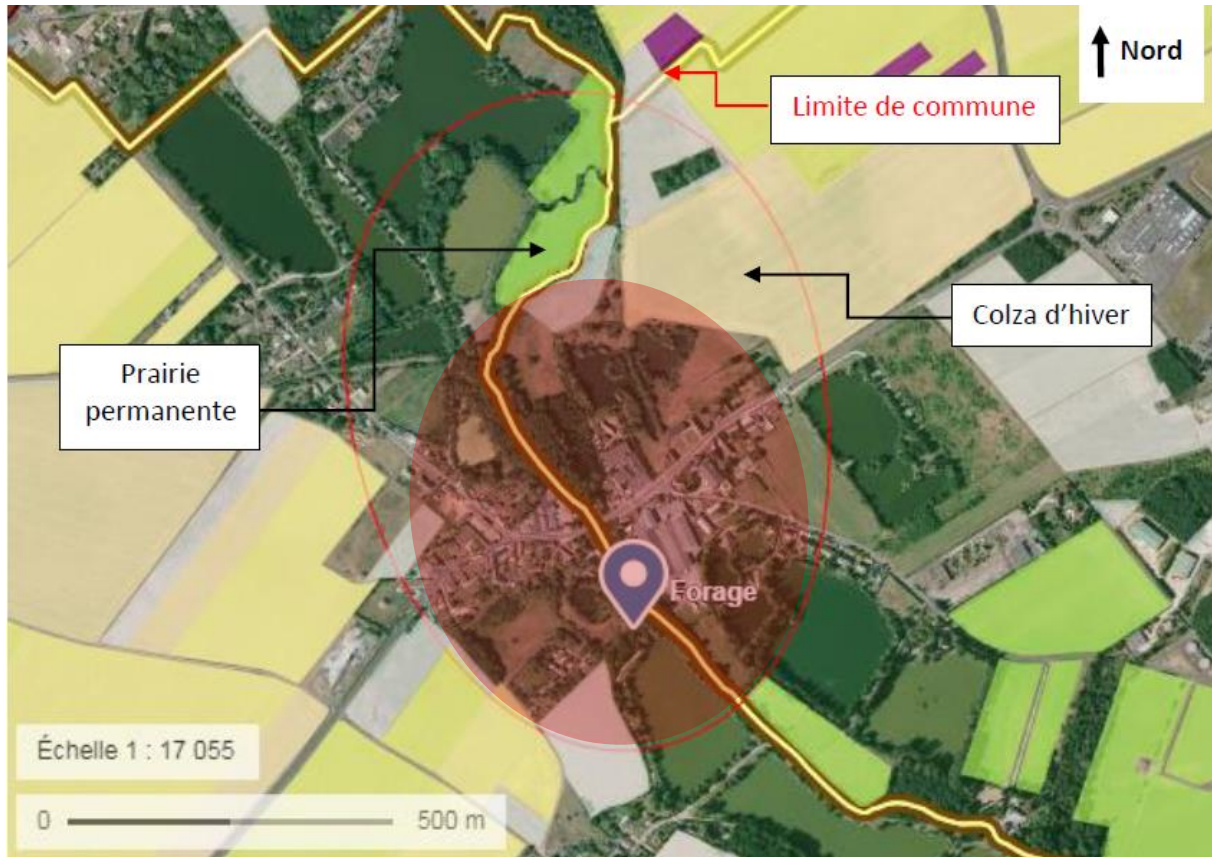 Nord
Limite de commune
Colza d'hiver
Prairie
permanente
Forage
Échelle 1 : 17 055
0 500 m